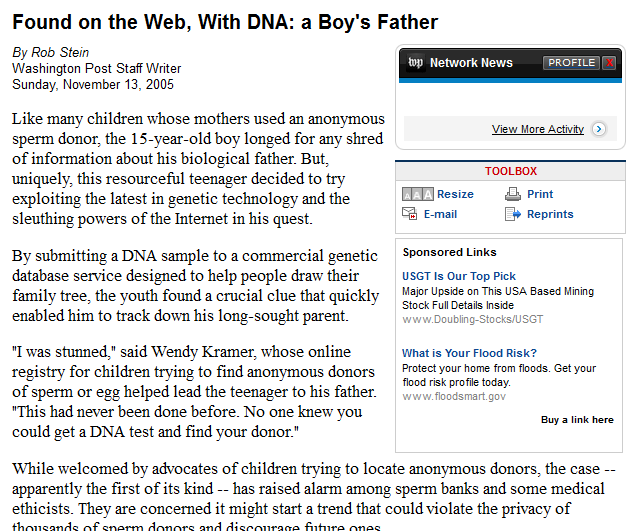 Found on the Web, With DNA: a Boy's Father
By Rob Stein
Washington Post Staff Writer
Sunday, November 13, 2005
Like many children whose mothers used an anonymous
sperm donor, the 15-year-old boy longed for any shred
of information about his biological father. But,
uniquely, this resourceful teenager decided to try
exploiting the latest in genetic technology and the
sleuthing powers of the Internet in his quest.
By submitting a DNA sample to a commercial genetic
database service designed to help people draw their
family tree, the youth found a crucial clue that quickly
enabled him to track down his long-sought parent.
"I was stunned," said Wendy Kramer, whose online
registry for children trying to find anonymous donors
of sperm or egg helped lead the teenager to his father.
"This had never been done before. No one knew you
could get a DNA test and find your donor."
While welcomed by advocates of children trying to locate anonymous donors, the case --
apparently the first of its kind -- has raised alarm among sperm banks and some medical
ethicists. They are concerned it might start a trend that could violate the privacy of
thousands of sperm donors and discourage future ones
wp Network News PROFILE X
View More Activity
TOOLBOX
A A A Resize Print
E-mail Reprints
Sponsored Links
USGT Is Our Top Pick
Major Upside on This USA Based Mining
Stock Full Details Inside
www.Doubling-Stocks/USGT
What is Your Flood Risk?
Protect your home from floods. Get your
flood risk profile today.
www.floodsmart.gov
Buy a link here